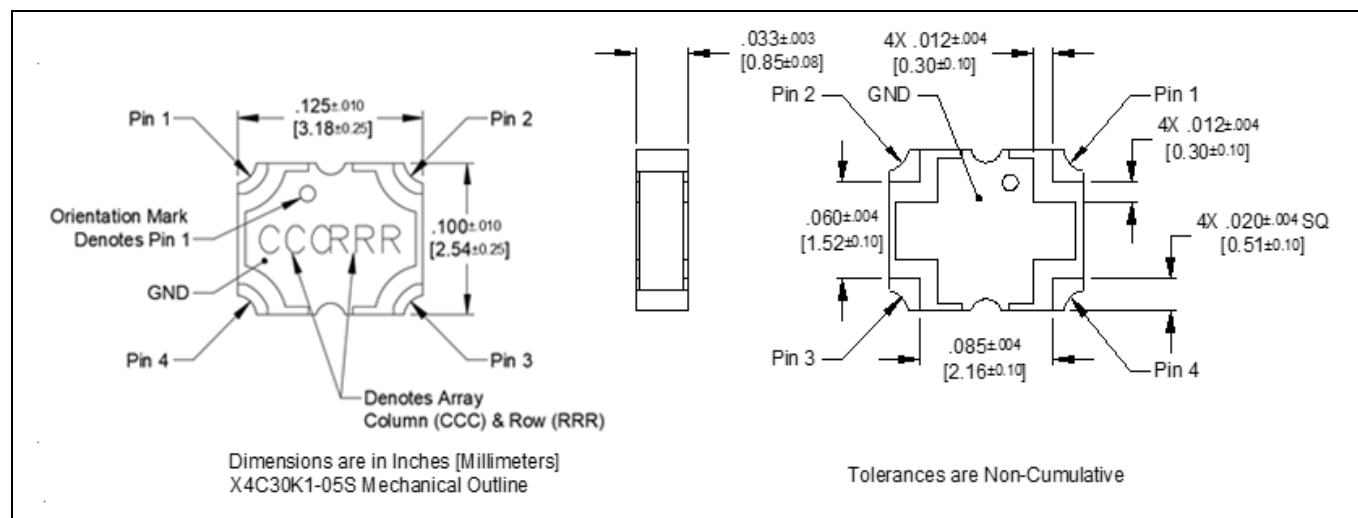 .125±.010
[3.18±0.25]
Pin 1
Pin 2
Orientation Mark
Denotes Pin 1
CCCRRR
.100±.010
[2.54±0.25]
GND
Pin 4
Pin 3
Denotes Array
Column (CCC) & Row (RRR)
Dimensions are in Inches [Millimeters]
X4C30K1-05S Mechanical Outline
.033±.003
[0.85±0.08]
4X .012±.004
[0.30±0.10]
Pin 2
GND
Pin 1
4X .012±.004
[0.30±0.10]
.060±.004
[1.52±0.10]
4X .020±.004 SQ
[0.51±0.10]
Pin 3
.085±.004
[2.16±0.10]
Pin 4
Tolerances are Non-Cumulative